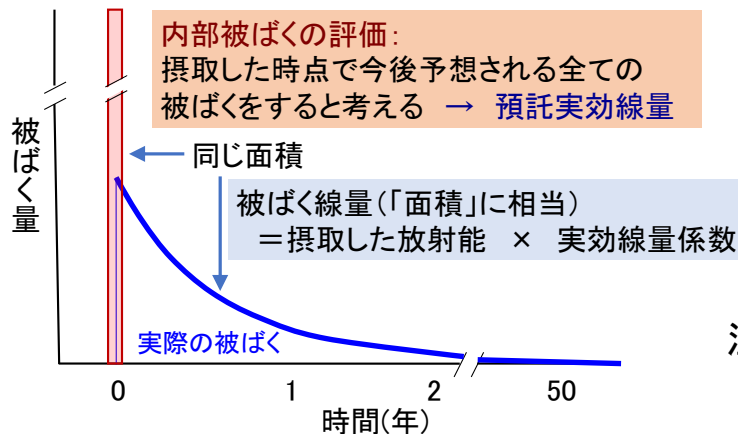 内部被ばくの評価：
摂取した時点で今後予想される全ての
被ばくをすると考える → 預託実効線量
被ばく量
同じ面積
被ばく線量(「面積」に相当)
＝摂取した放射能 × 実効線量係数
実際の被ばく
0 1 2 50
時間(年)